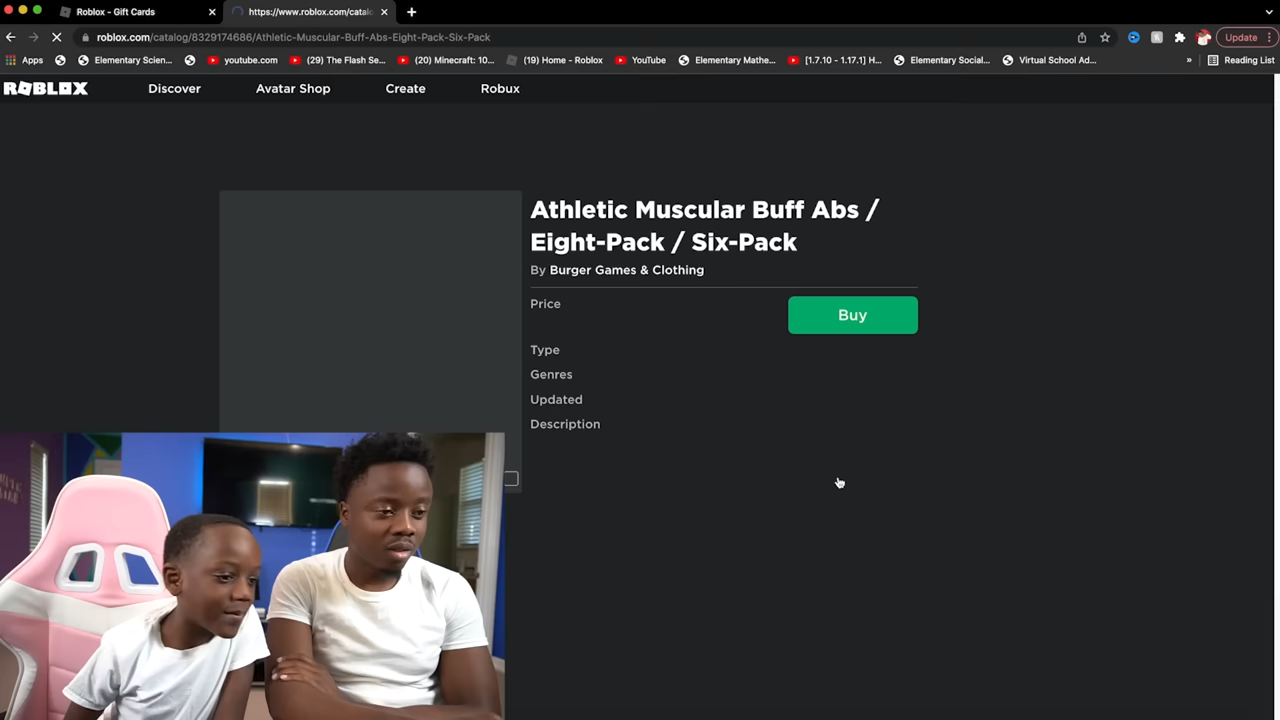 Roblox - Gift Cards
https://www.roblox.com/catalo
roblox.com/catalog/8329174686/Athletic-Muscular-Buff-Abs-Eight-Pack-Six-Pack
Update
Apps
Elementary Scien...
youtube.com
(29) The Flash Se...
(20) Minecraft: 10...
(19) Home - Roblox
YouTube
Elementary Mathe...
[1.7.10 - 1.17.1] H...
Elementary Social...
Virtual School Ad...
»
Reading List
ROBLOX
Discover
Avatar Shop
Create
Robux
Athletic Muscular Buff Abs /
Eight-Pack / Six-Pack
By Burger Games & Clothing
Price
Buy
Type
Genres
Updated
Description